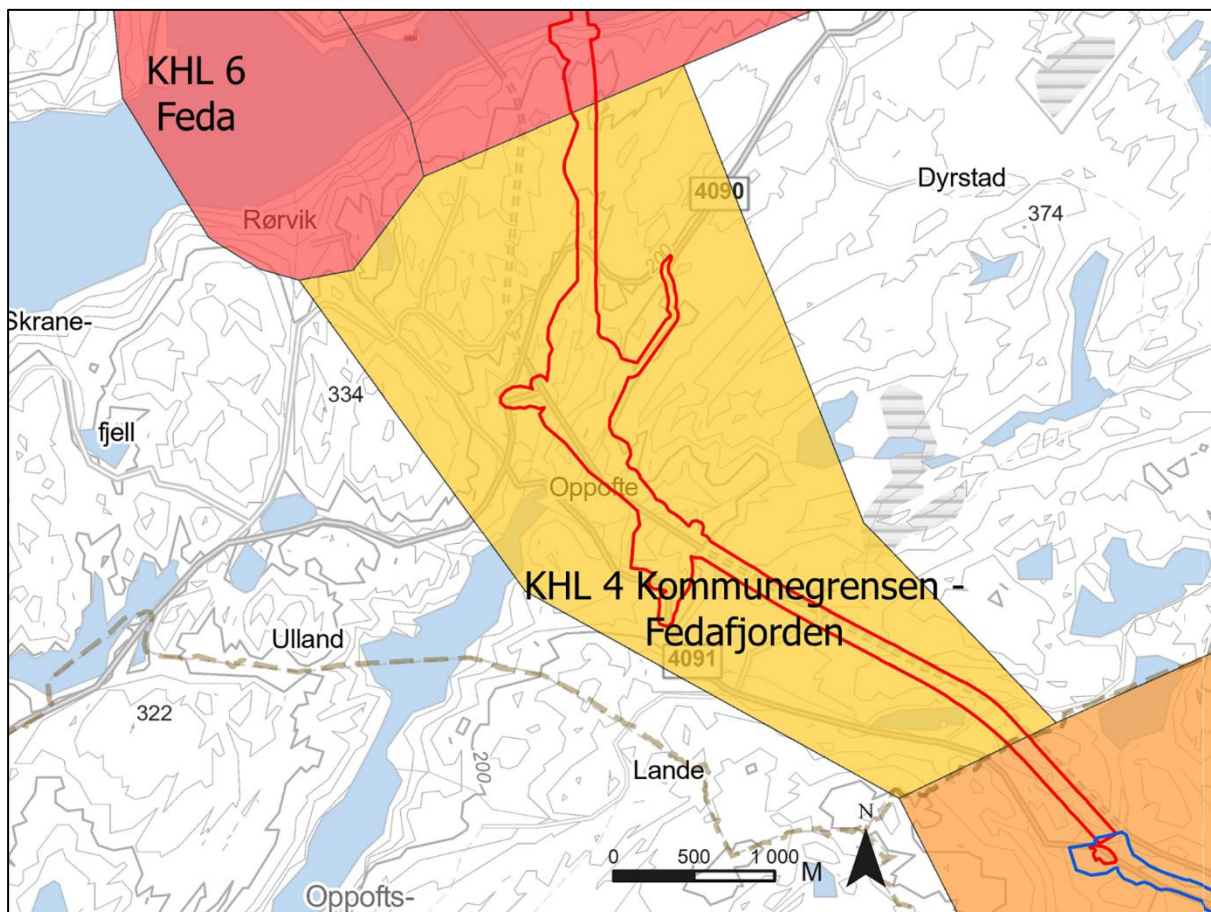 KHL 6
Feda
4090
Dyrstad
374
Rørvik
Skrane-
334
fjell
Oppofte
KHL 4 Kommunegrensen -
Fedafjorden
Ulland
4091
322
200
Lande
N
0 500 1 000
M
Oppofts-